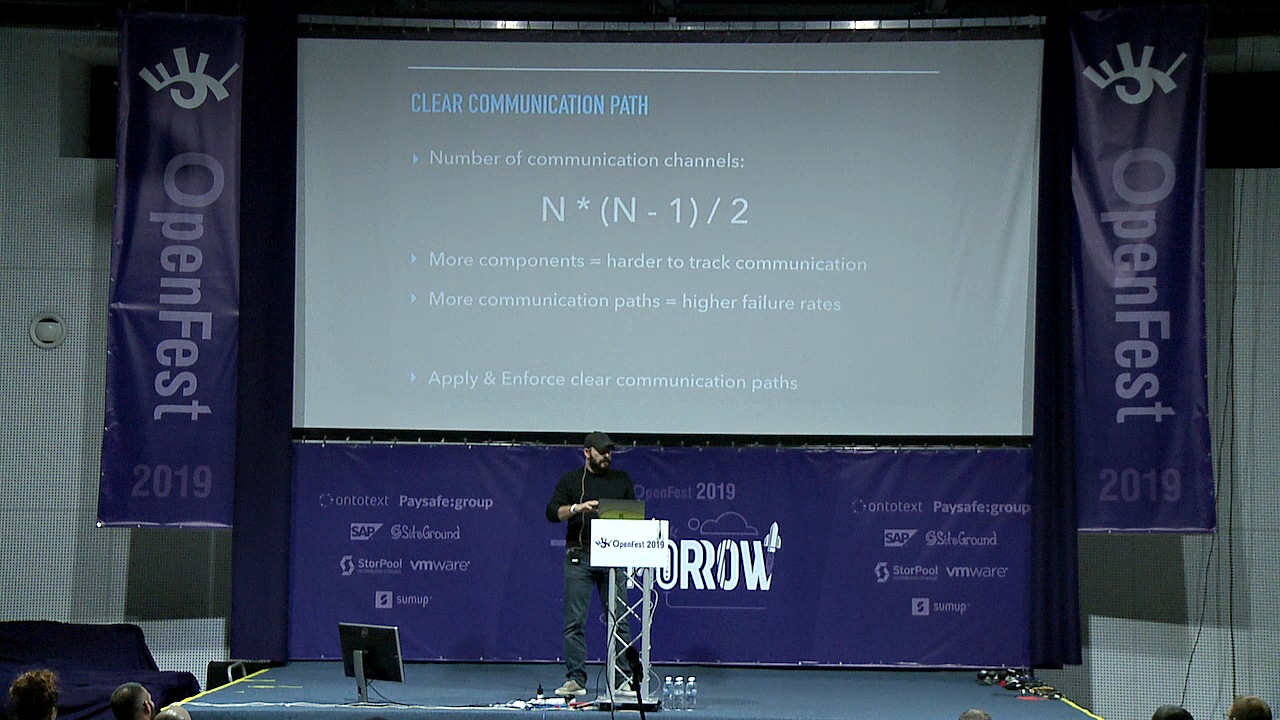 CLEAR COMMUNICATION PATH
Number of communication channels:
N * (N - 1) / 2
More components = harder to track communication
More communication paths = higher failure rates
Apply & Enforce clear communication paths
OpenFest
2019
OpenFest
2019
OpenFest 2019
ORROW
OpenFest 2019
ontotext Paysafe:group
SAP SiteGround
StorPool vmware
sumup
ontotext Paysafe:group
SAP SiteGround
StorPool vmware
sumup